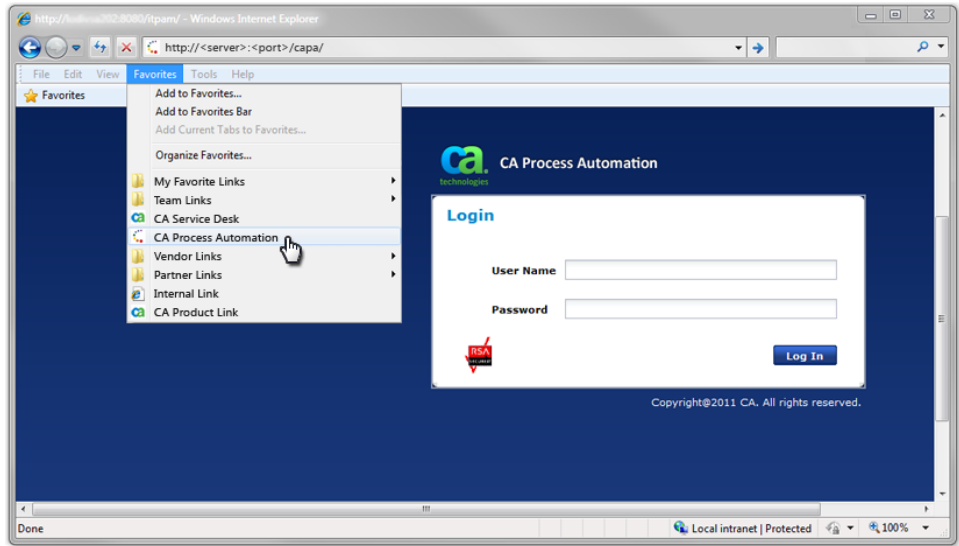 http:// 202:8080/itpam/ - Windows Internet Explorer
http://<server>:<port>/capa/
File Edit View Favorites Tools Help
Favorites
Add to Favorites...
Add to Favorites Bar
Add Current Tabs to Favorites...
Organize Favorites...
My Favorite Links
Team Links
CA Service Desk
CA Process Automation
Vendor Links
Partner Links
Internal Link
CA Product Link
ca.
technologies
CA Process Automation
Login
User Name
Password
RSA
Log In
Copyright@2011 CA. All rights reserved.
Done
Local intranet | Protected
100%